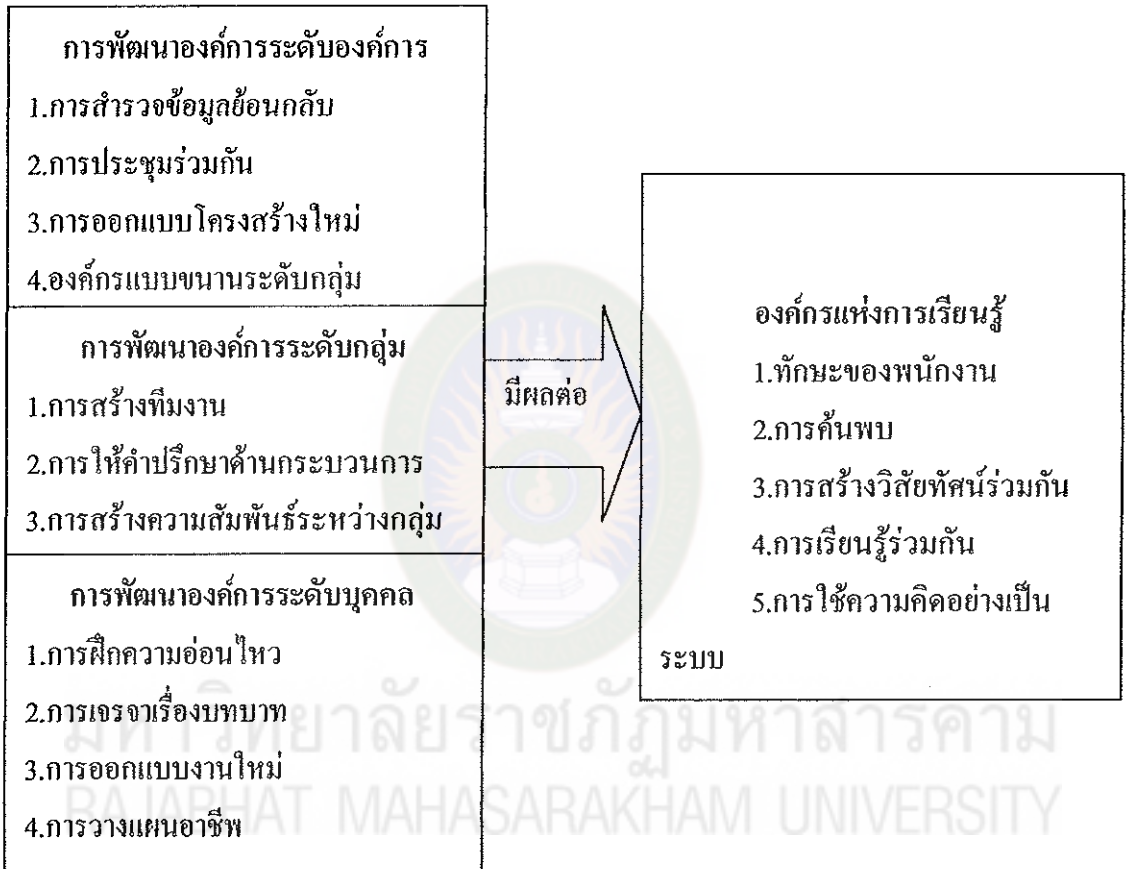 การพัฒนาองค์การระดับองค์การ
1.การสำรวจข้อมูลย้อนกลับ
2.การประชุมร่วมกัน
3.การออกแบบโครงสร้างใหม่
4.องค์กรแบบขนานระดับกลุ่ม
การพัฒนาองค์การระดับกลุ่ม
1.การสร้างทีมงาน
2.การให้คำปรึกษาด้านกระบวนการ
3.การสร้างความสัมพันธ์ระหว่างกลุ่ม
การพัฒนาองค์การระดับบุคคล
1.การฝึกความอ่อนไหว
2.การเจรจาเรื่องบทบาท
3.การออกแบบงานใหม่
4.การวางแผนอาชีพ
มีผลต่อ
องค์กรแห่งการเรียนรู้
1.ทักษะของพนักงาน
2.การค้นพบ
3.การสร้างวิสัยทัศน์ร่วมกัน
4.การเรียนรู้ร่วมกัน
5.การใช้ความคิดอย่างเป็น
ระบบ
มหาวิทยาลัยราชภัฏมหาสารคาม
RAJABHAT MAHASARAKHAM UNIVERSITY